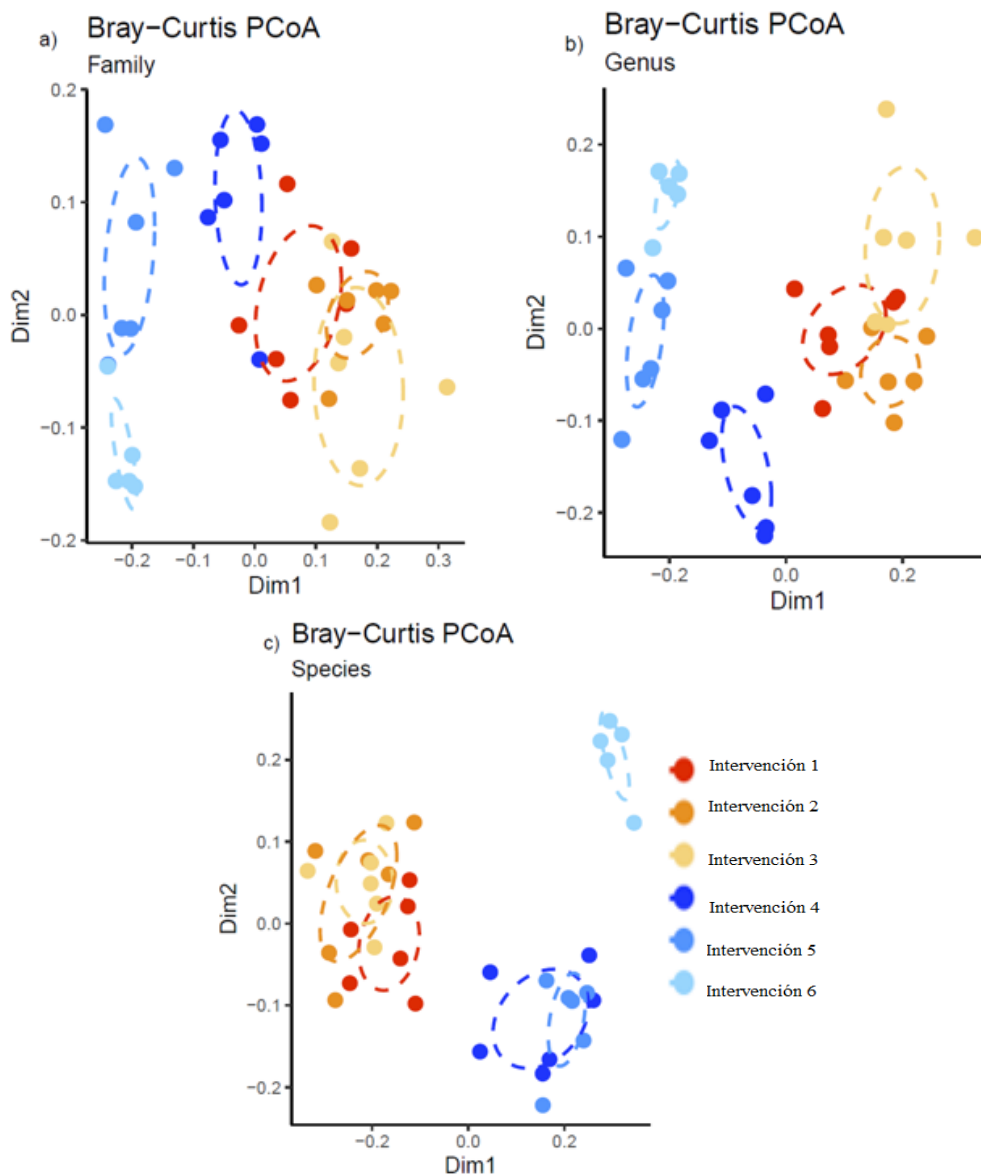 a) Bray−Curtis PCoA
Family
Dim2
0.2
0.1
0.0
−0.1
−0.2
−0.2 −0.1 0.0 0.1 0.2 0.3
Dim1
b) Bray−Curtis PCoA
Genus
Dim2
0.2
0.1
0.0
−0.1
−0.2
−0.2 0.0 0.2
Dim1
c) Bray−Curtis PCoA
Species
Dim2
0.2
0.1
0.0
−0.1
−0.2
−0.2 0.0 0.2
Dim1
Intervención 1
Intervención 2
Intervención 3
Intervención 4
Intervención 5
Intervención 6